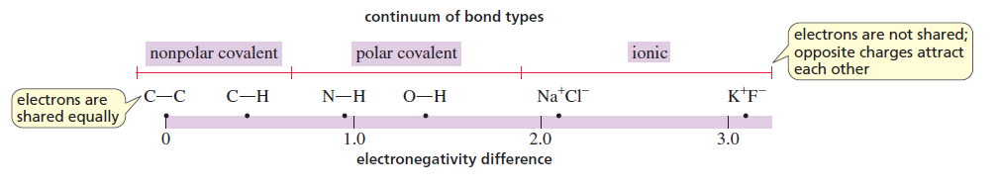 continuum of bond types
nonpolar covalent polar covalent ionic
electrons are not shared;
opposite charges attract
each other
electrons are
shared equally
C—C C—H N—H O—H Na⁺Cl⁻ K⁺F⁻
0 1.0 2.0 3.0
electronegativity difference